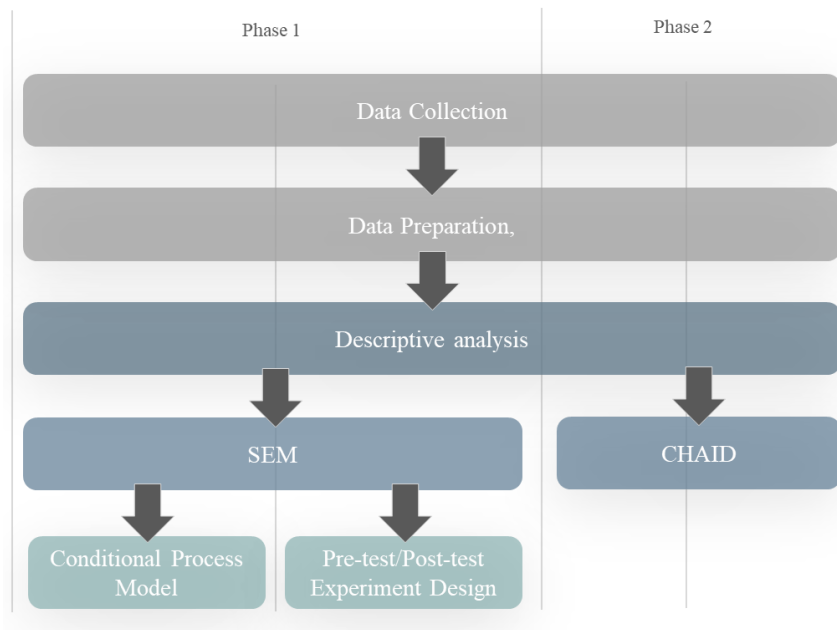 Phase 1
Phase 2
Data Collection
Data Preparation,
Descriptive analysis
SEM
CHAID
Conditional Process
Model
Pre-test/Post-test
Experiment Design